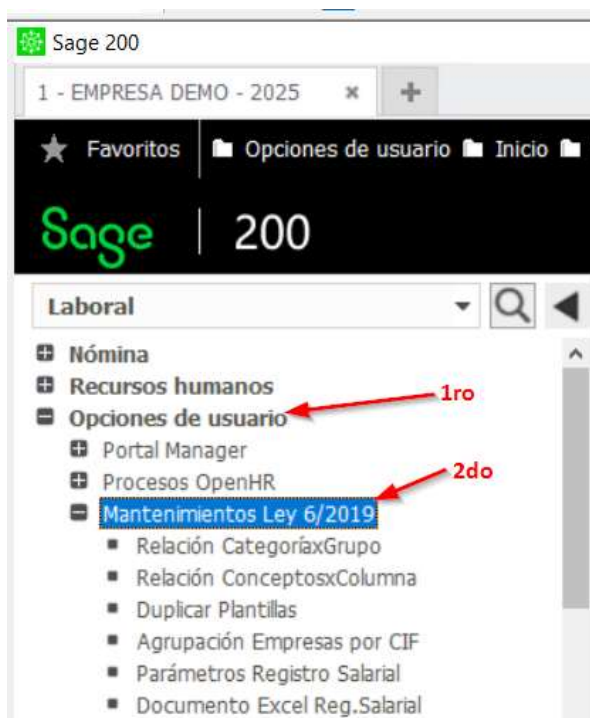 Sage 200
1 - EMPRESA DEMO - 2025
Favoritos Opciones de usuario Inicio
Sage 200
Laboral
Nómina
Recursos humanos
1ro
Opciones de usuario
Portal Manager
2do
Procesos OpenHR
Mantenimientos Ley 6/2019
Relación CategoríaxGrupo
Relación ConceptosxColumna
Duplicar Plantillas
Agrupación Empresas por CIF
Parámetros Registro Salarial
Documento Excel Reg.Salarial